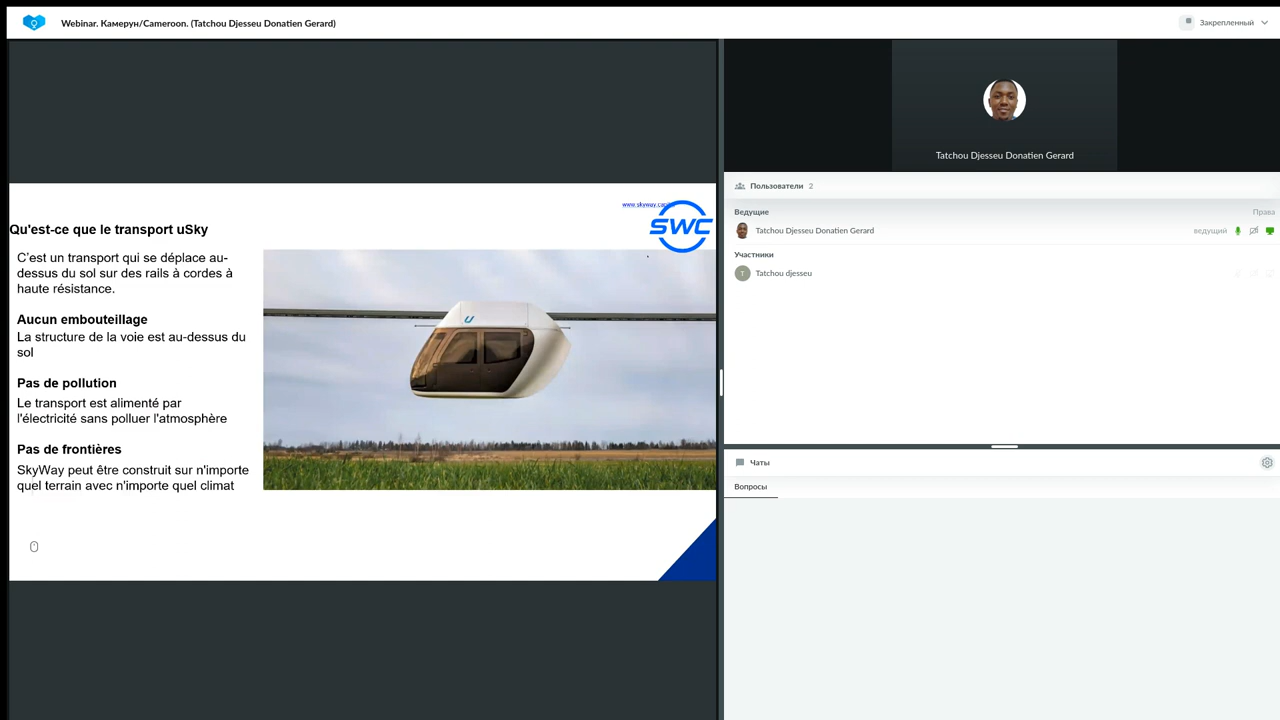 Webinar. Камерун/Cameroon. (Tatchou Djesseu Donatien Gerard)
Закрепленный
www.skyway.capi
SWC
Qu'est-ce que le transport uSky
C'est un transport qui se déplace au-
dessus du sol sur des rails à cordes à
haute résistance.
Aucun embouteillage
La structure de la voie est au-dessus du
sol
Pas de pollution
Le transport est alimenté par
l'électricité sans polluer l'atmosphère
Pas de frontières
SkyWay peut être construit sur n'importe
quel terrain avec n'importe quel climat
Tatchou Djesseu Donatien Gerard
Пользователи 2
Ведущие Права
Tatchou Djesseu Donatien Gerard ведущий
Участники
T Tatchou djesseu
Чаты
Вопросы